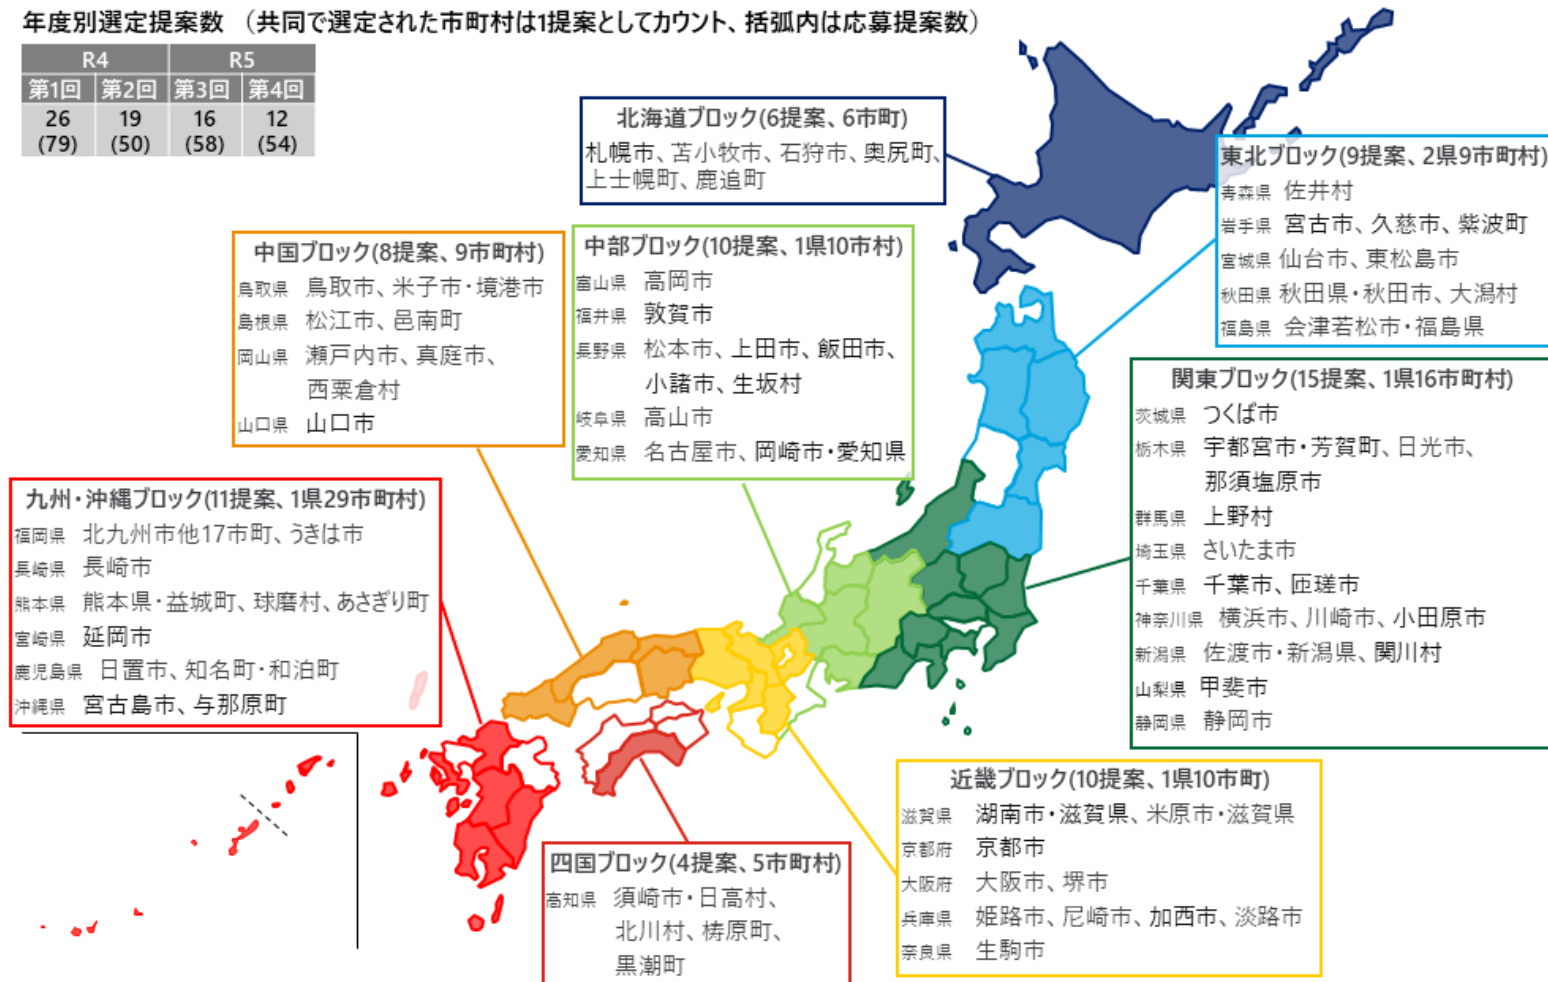 年度別選定提案数 （共同で選定された市町村は1提案としてカウント、括弧内は応募提案数）
R4 R5
第1回 第2回 第3回 第4回
26 19 16 12
(79) (50) (58) (54)
北海道ブロック(6提案、6市町)
札幌市、苫小牧市、石狩市、奥尻町、
上士幌町、鹿追町
東北ブロック(9提案、2県9市町村)
青森県 佐井村
岩手県 宮古市、久慈市、紫波町
宮城県 仙台市、東松島市
秋田県 秋田県・秋田市、大潟村
福島県 会津若松市・福島県
中国ブロック(8提案、9市町村)
鳥取県 鳥取市、米子市・境港市
島根県 松江市、邑南町
岡山県 瀬戸内市、真庭市、
西粟倉村
山口県 山口市
中部ブロック(10提案、1県10市村)
富山県 高岡市
福井県 敦賀市
長野県 松本市、上田市、飯田市、
小諸市、生坂村
岐阜県 高山市
愛知県 名古屋市、岡崎市・愛知県
関東ブロック(15提案、1県16市町村)
茨城県 つくば市
栃木県 宇都宮市・芳賀町、日光市、
那須塩原市
群馬県 上野村
埼玉県 さいたま市
千葉県 千葉市、匝瑳市
神奈川県 横浜市、川崎市、小田原市
新潟県 佐渡市・新潟県、関川村
山梨県 甲斐市
静岡県 静岡市
九州・沖縄ブロック(11提案、1県29市町村)
福岡県 北九州市他17市町、うきは市
長崎県 長崎市
熊本県 熊本県・益城町、球磨村、あさぎり町
宮崎県 延岡市
鹿児島県 日置市、知名町・和泊町
沖縄県 宮古島市、与那原町
近畿ブロック(10提案、1県10市町)
滋賀県 湖南市・滋賀県、米原市・滋賀県
京都府 京都市
大阪府 大阪市、堺市
兵庫県 姫路市、尼崎市、加西市、淡路市
奈良県 生駒市
四国ブロック(4提案、5市町村)
高知県 須崎市・日高村、
北川村、梼原町、
黒潮町